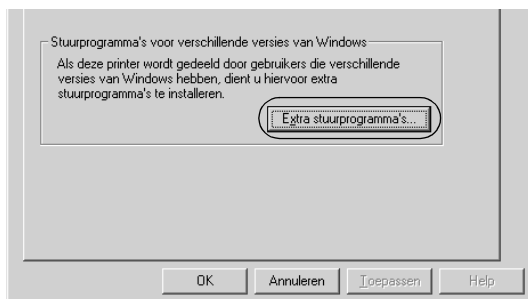 Stuurprogramma's voor verschillende versies van Windows
Als deze printer wordt gedeeld door gebruikers die verschillende
versies van Windows hebben, dient u hiervoor extra
stuurprogramma's te installeren.
Extra stuurprogramma's...
OK Annuleren Toepassen Help